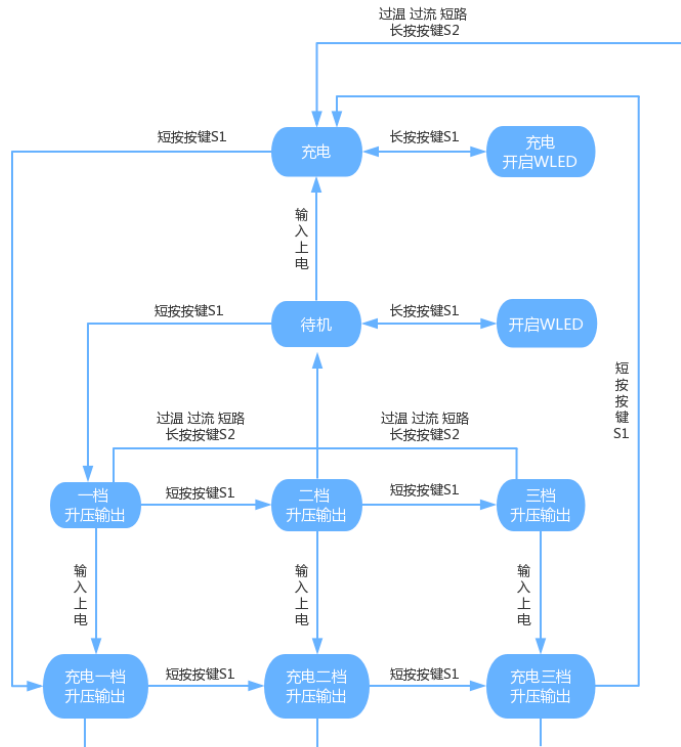 过温 过流 短路
长按按键S2
短按按键S1
充电
长按按键S1
充电
开启WLED
输
入
上
电
短按按键S1
待机
长按按键S1
开启WLED
短
按
按
键
S1
过温 过流 短路
长按按键S2
过温 过流 短路
长按按键S2
一档
升压输出
短按按键S1
二档
升压输出
短按按键S1
三档
升压输出
输
入
上
电
输
入
上
电
输
入
上
电
充电一档
升压输出
短按按键S1
充电二档
升压输出
短按按键S1
充电三档
升压输出